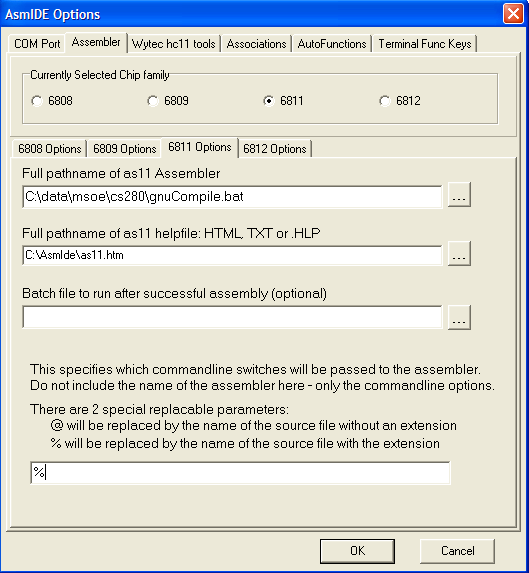 AsmIDE Options
COM Port Assembler Wytec hc11 tools Associations AutoFunctions Terminal Func Keys
Currently Selected Chip family
6808 6809 6811 6812
6808 Options 6809 Options 6811 Options 6812 Options
Full pathname of as11 Assembler
C:\data\msoe\cs280\gnuCompile.bat
...
Full pathname of as11 helpfile: HTML, TXT or .HLP
C:\AsmIde\as11.htm
...
Batch file to run after successful assembly (optional)
...
This specifies which commandline switches will be passed to the assembler.
Do not include the name of the assembler here - only the commandline options.
There are 2 special replacable parameters:
@ will be replaced by the name of the source file without an extension
% will be replaced by the name of the source file with the extension
%
OK Cancel